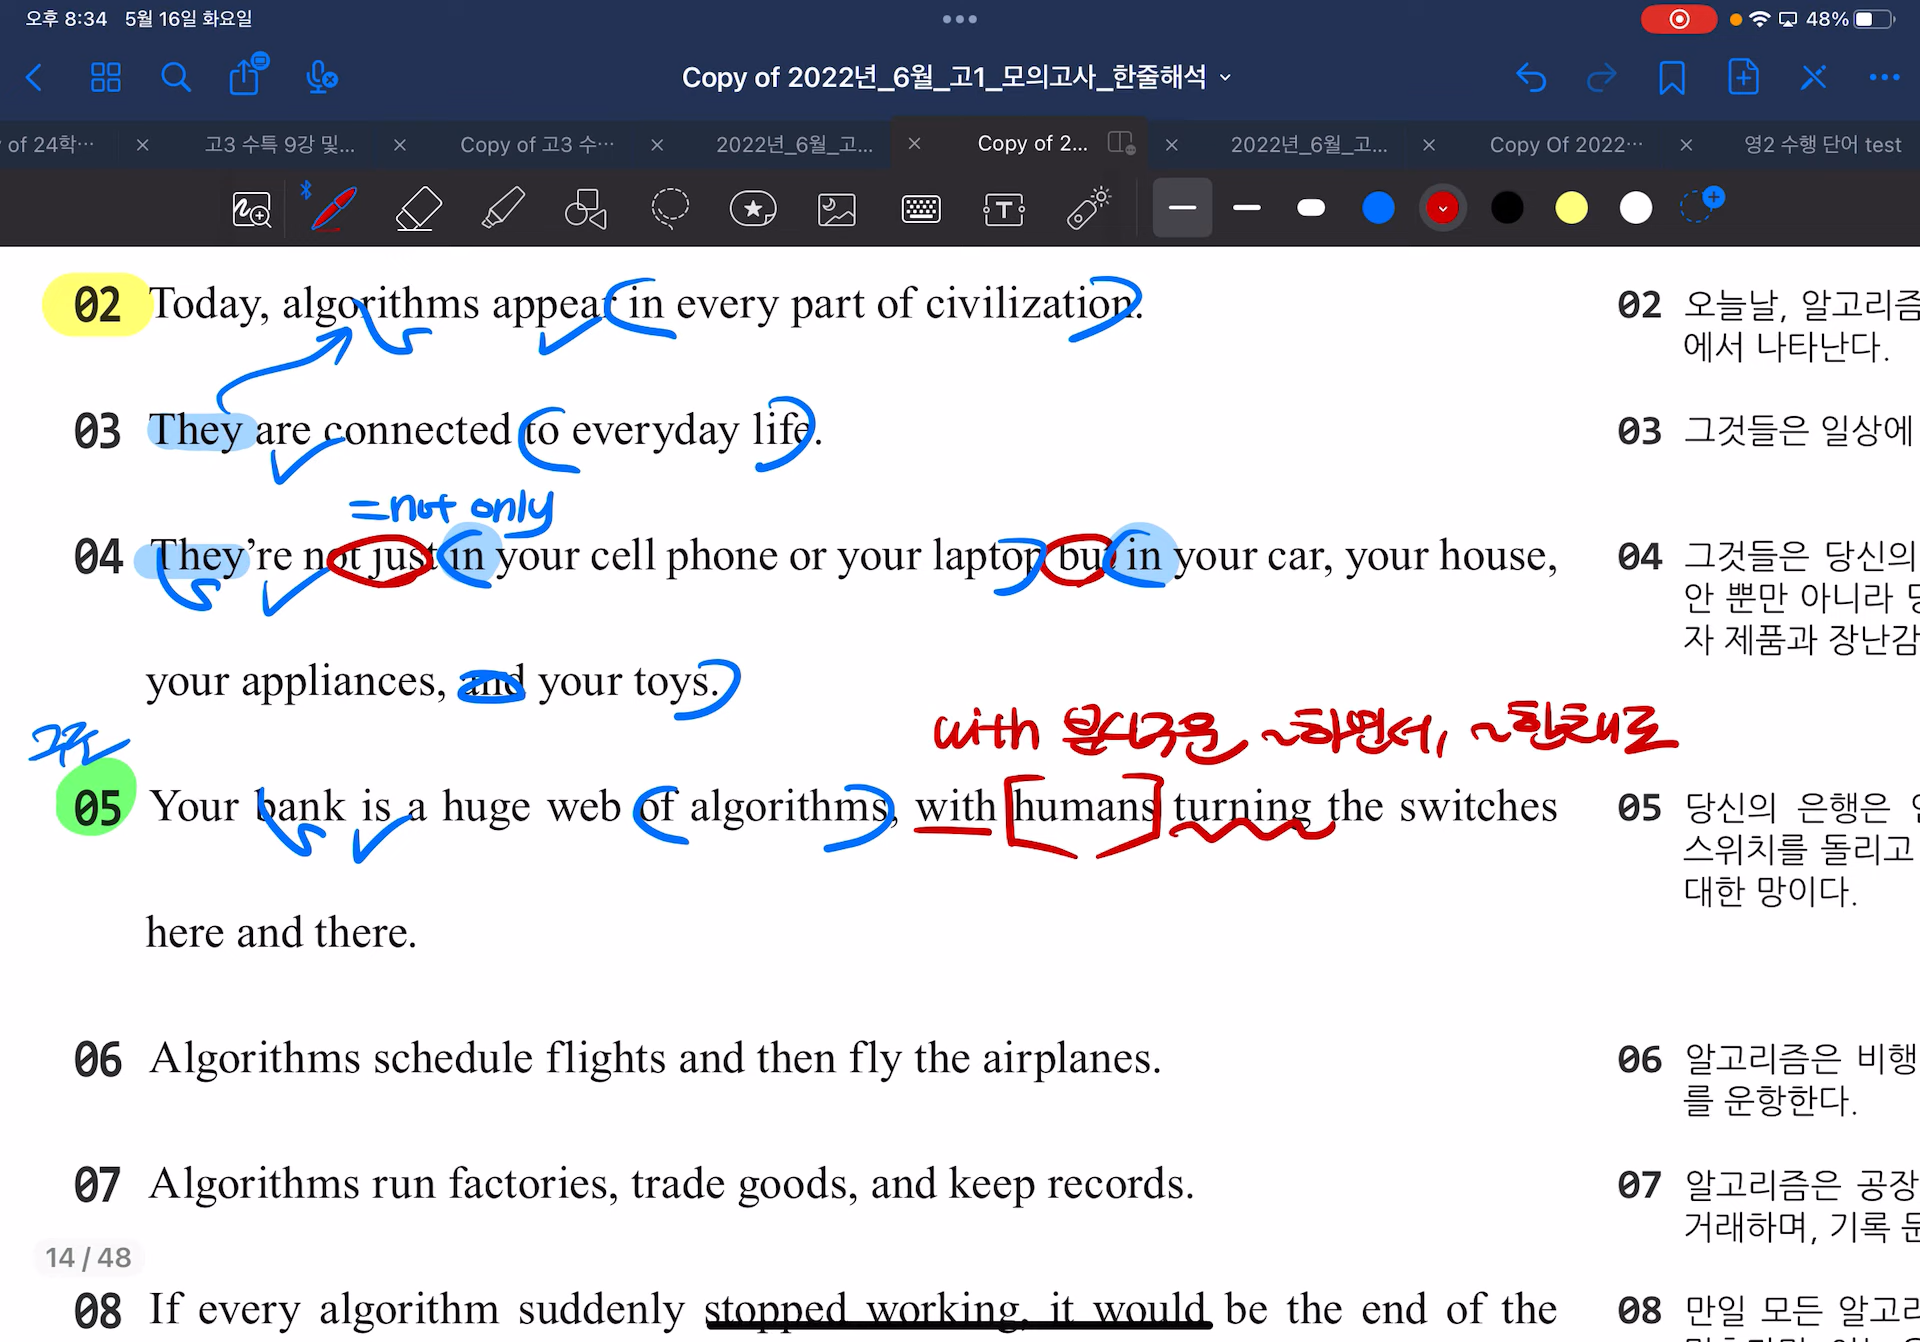 오후 8:34 5월 16일 화요일
48%
Copy of 2022년_6월_고1_모의고사_한줄해석
of 24학…
고3 수특 9강 및...
Copy of 고3 수…
2022년_6월_고...
Copy of 2...
2022년_6월_고...
Copy Of 2022…
영2 수행 단어 test
02 Today, algorithms appear in every part of civilization.
02 오늘날, 알고리즘
에서 나타난다.
03 They are connected to everyday life.
03 그것들은 일상에
=not only
04 They're not just in your cell phone or your laptop but in your car, your house,
04 그것들은 당신의
안 뿐만 아니라
자 제품과 장난감
your appliances, and your toys.
with 분사구문 ~하면서, ~한채로
05 Your bank is a huge web of algorithms, with humans turning the switches
05 당신의 은행은
스위치를 돌리고
대한 망이다.
here and there.
06 Algorithms schedule flights and then fly the airplanes.
06 알고리즘은 비행
를 운항한다.
07 Algorithms run factories, trade goods, and keep records.
07 알고리즘은 공장
거래하며, 기록
14 / 48
08 If every algorithm suddenly stopped working, it would be the end of the
08 만일 모든 알고리